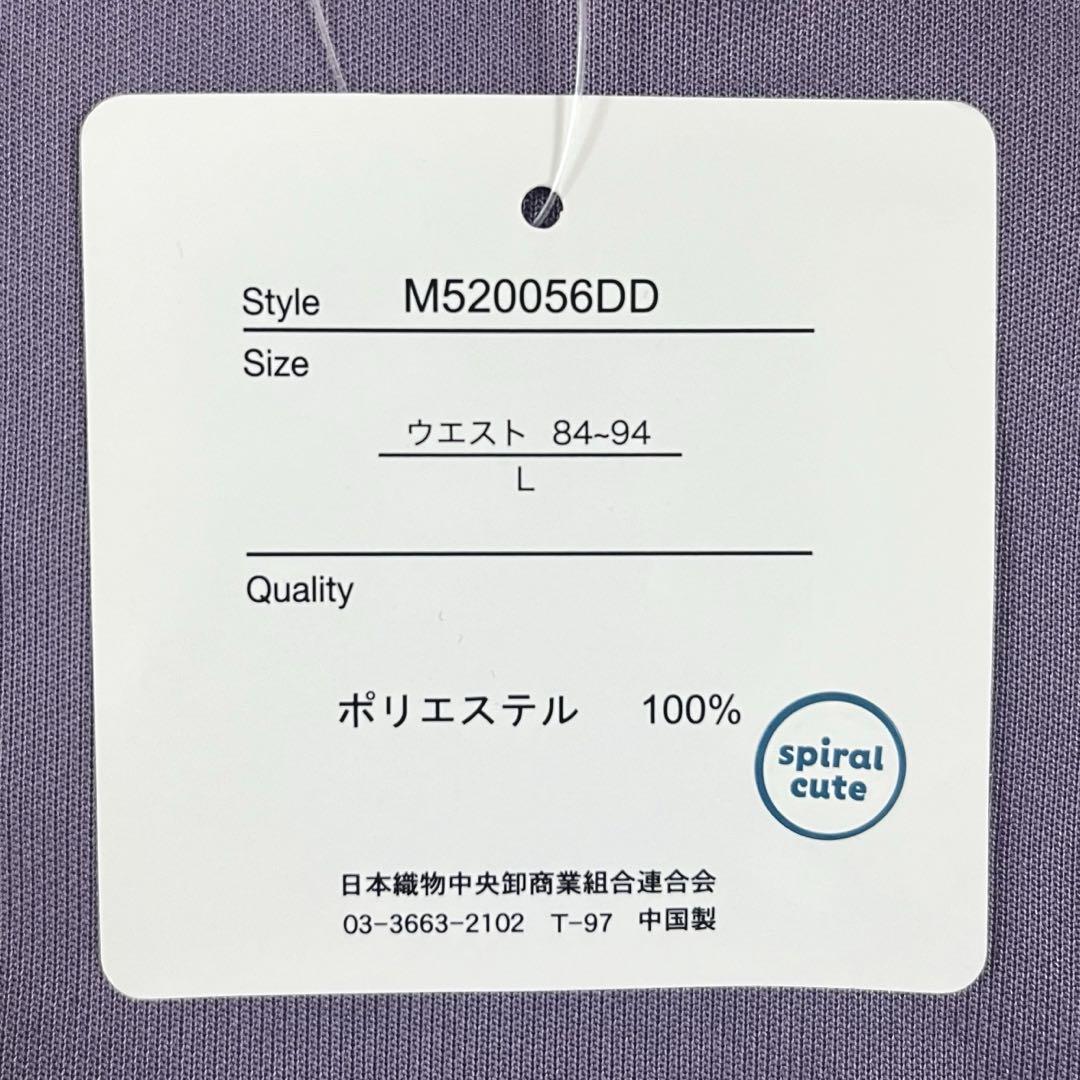 Style M520056DD
Size
ウエスト 84~94
L
Quality
ポリエステル 100%
spiral
cute
日本織物中央卸商業組合連合会
03-3663-2102 T-97 中国製